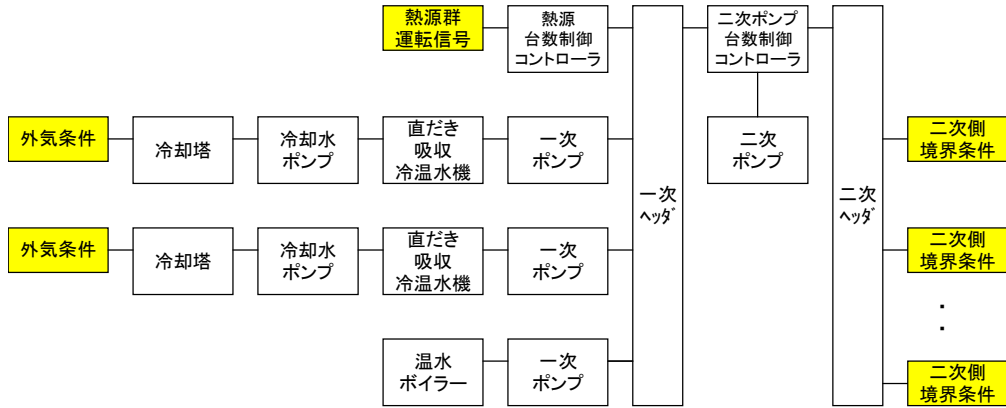 熱源群
運転信号
熱源
台数制御
コントローラ
二次ポンプ
台数制御
コントローラ
外気条件
冷却塔
冷却水
ポンプ
直だき
吸収
冷温水機
一次
ポンプ
一次
ヘッダ
二次
ポンプ
二次
ヘッダ
二次側
境界条件
外気条件
冷却塔
冷却水
ポンプ
直だき
吸収
冷温水機
一次
ポンプ
二次側
境界条件
・
・
温水
ボイラー
一次
ポンプ
二次側
境界条件